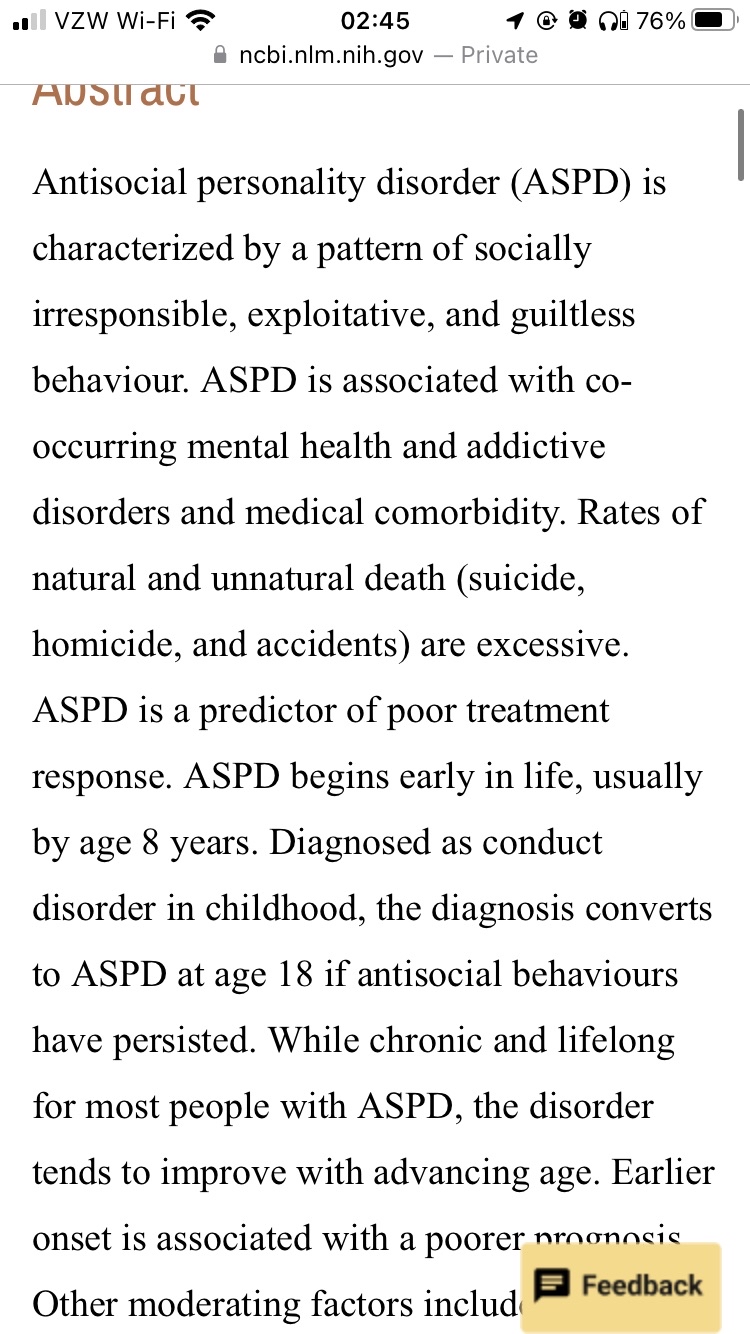 VZW Wi-Fi 02:45 76%
ncbi.nlm.nih.gov — Private
Abstract
Antisocial personality disorder (ASPD) is
characterized by a pattern of socially
irresponsible, exploitative, and guiltless
behaviour. ASPD is associated with co-
occurring mental health and addictive
disorders and medical comorbidity. Rates of
natural and unnatural death (suicide,
homicide, and accidents) are excessive.
ASPD is a predictor of poor treatment
response. ASPD begins early in life, usually
by age 8 years. Diagnosed as conduct
disorder in childhood, the diagnosis converts
to ASPD at age 18 if antisocial behaviours
have persisted. While chronic and lifelong
for most people with ASPD, the disorder
tends to improve with advancing age. Earlier
onset is associated with a poorer prognosis.
Other moderating factors include
Feedback